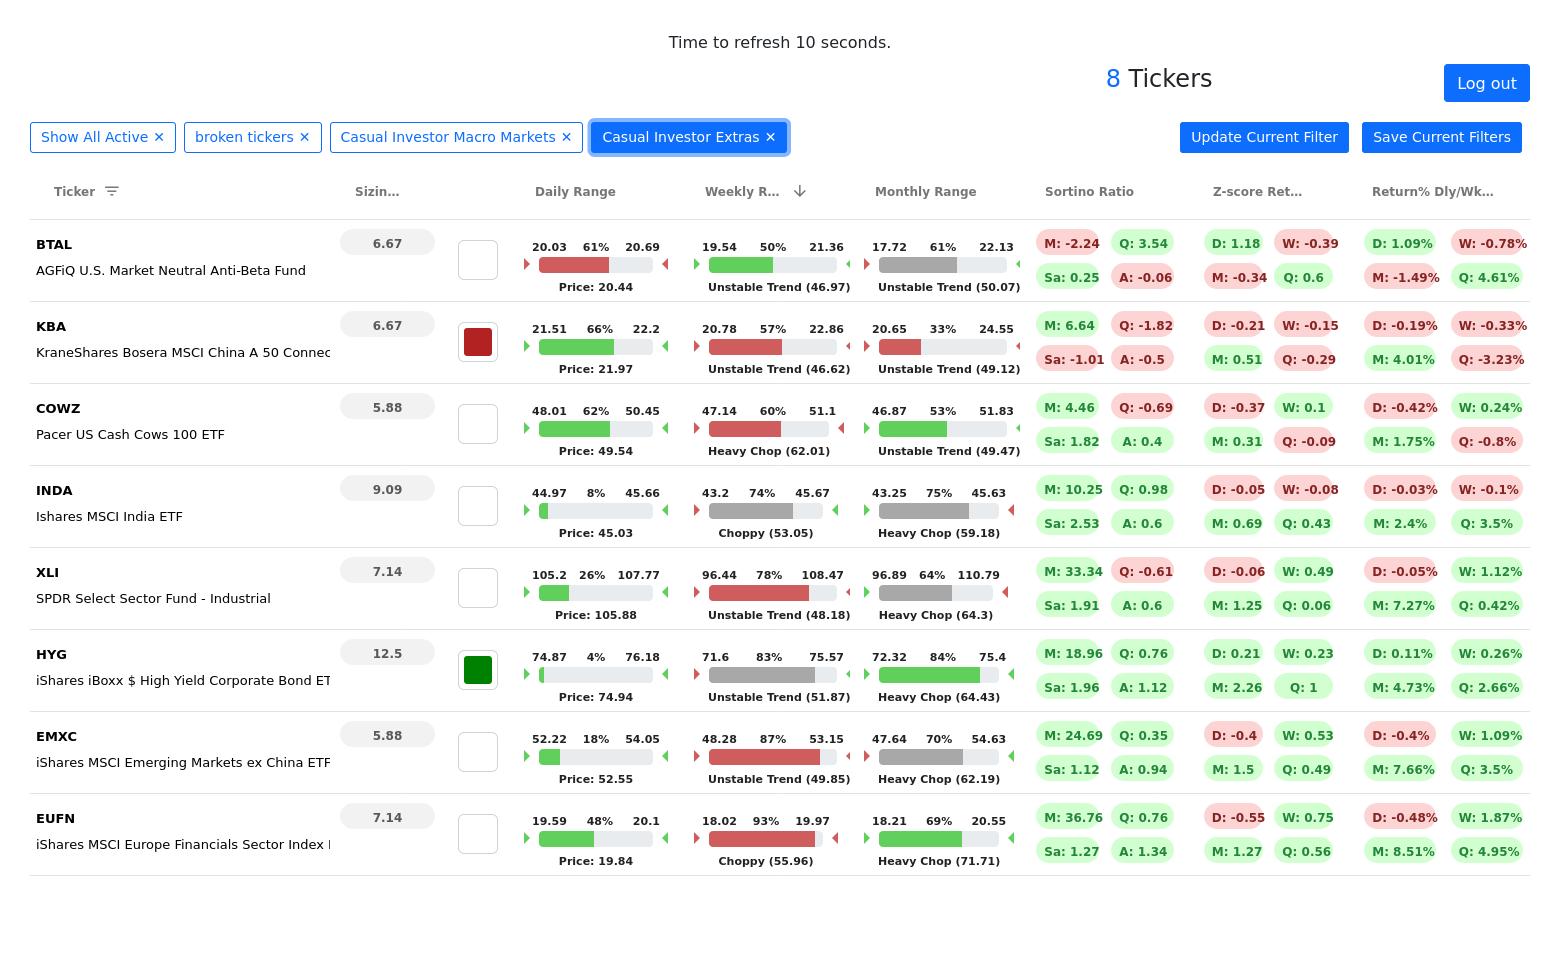 Time to refresh 10 seconds.
8 Tickers
Log out
Show All Active ✕ broken tickers ✕ Casual Investor Macro Markets ✕ Casual Investor Extras ✕ Update Current Filter Save Current Filters
Ticker Sizin... Daily Range Weekly R... Monthly Range Sortino Ratio Z-score Ret... Return% Dly/Wk...
BTAL 6.67 20.03 61% 20.69 19.54 50% 21.36 17.72 61% 22.13 M: -2.24 Q: 3.54 D: 1.18 W: -0.39 D: 1.09% W: -0.78%
AGFiQ U.S. Market Neutral Anti-Beta Fund Price: 20.44 Unstable Trend (46.97) Unstable Trend (50.07) Sa: 0.25 A: -0.06 M: -0.34 Q: 0.6 M: -1.49% Q: 4.61%
KBA 6.67 21.51 66% 22.2 20.78 57% 22.86 20.65 33% 24.55 M: 6.64 Q: -1.82 D: -0.21 W: -0.15 D: -0.19% W: -0.33%
KraneShares Bosera MSCI China A 50 Connec Price: 21.97 Unstable Trend (46.62) Unstable Trend (49.12) Sa: -1.01 A: -0.5 M: 0.51 Q: -0.29 M: 4.01% Q: -3.23%
COWZ 5.88 48.01 62% 50.45 47.14 60% 51.1 46.87 53% 51.83 M: 4.46 Q: -0.69 D: -0.37 W: 0.1 D: -0.42% W: 0.24%
Pacer US Cash Cows 100 ETF Price: 49.54 Heavy Chop (62.01) Unstable Trend (49.47) Sa: 1.82 A: 0.4 M: 0.31 Q: -0.09 M: 1.75% Q: -0.8%
INDA 9.09 44.97 8% 45.66 43.2 74% 45.67 43.25 75% 45.63 M: 10.25 Q: 0.98 D: -0.05 W: -0.08 D: -0.03% W: -0.1%
Ishares MSCI India ETF Price: 45.03 Choppy (53.05) Heavy Chop (59.18) Sa: 2.53 A: 0.6 M: 0.69 Q: 0.43 M: 2.4% Q: 3.5%
XLI 7.14 105.2 26% 107.77 96.44 78% 108.47 96.89 64% 110.79 M: 33.34 Q: -0.61 D: -0.06 W: 0.49 D: -0.05% W: 1.12%
SPDR Select Sector Fund - Industrial Price: 105.88 Unstable Trend (48.18) Heavy Chop (64.3) Sa: 1.91 A: 0.6 M: 1.25 Q: 0.06 M: 7.27% Q: 0.42%
HYG 12.5 74.87 4% 76.18 71.6 83% 75.57 72.32 84% 75.4 M: 18.96 Q: 0.76 D: 0.21 W: 0.23 D: 0.11% W: 0.26%
iShares iBoxx $ High Yield Corporate Bond ET Price: 74.94 Unstable Trend (51.87) Heavy Chop (64.43) Sa: 1.96 A: 1.12 M: 2.26 Q: 1 M: 4.73% Q: 2.66%
EMXC 5.88 52.22 18% 54.05 48.28 87% 53.15 47.64 70% 54.63 M: 24.69 Q: 0.35 D: -0.4 W: 0.53 D: -0.4% W: 1.09%
iShares MSCI Emerging Markets ex China ETF Price: 52.55 Unstable Trend (49.85) Heavy Chop (62.19) Sa: 1.12 A: 0.94 M: 1.5 Q: 0.49 M: 7.66% Q: 3.5%
EUFN 7.14 19.59 48% 20.1 18.02 93% 19.97 18.21 69% 20.55 M: 36.76 Q: 0.76 D: -0.55 W: 0.75 D: -0.48% W: 1.87%
iShares MSCI Europe Financials Sector Index Price: 19.84 Choppy (55.96) Heavy Chop (71.71) Sa: 1.27 A: 1.34 M: 1.27 Q: 0.56 M: 8.51% Q: 4.95%